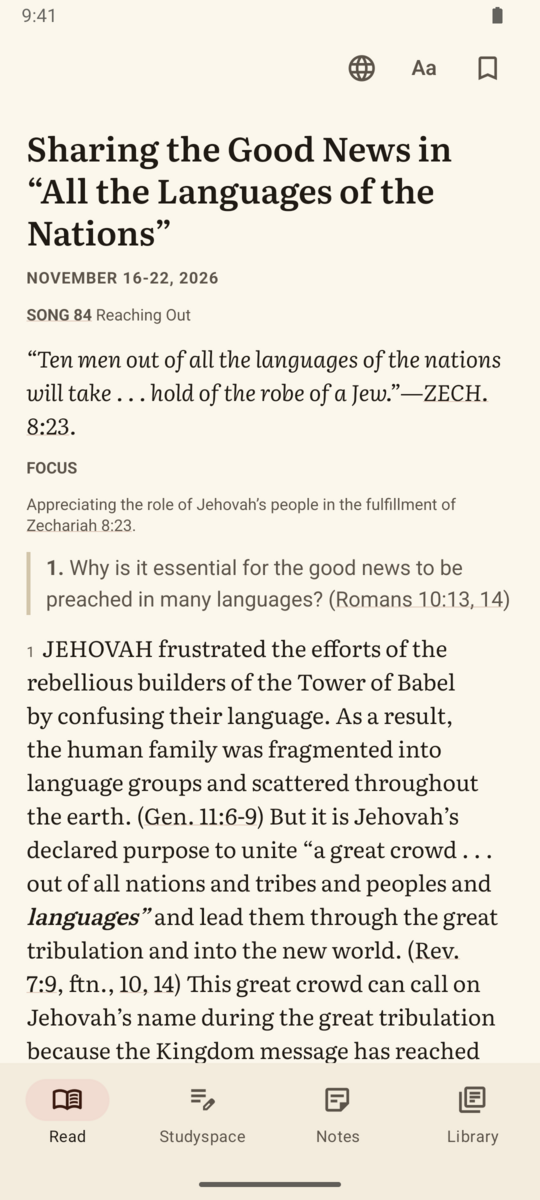 9:41
Aa
Sharing the Good News in
“All the Languages of the
Nations”
NOVEMBER 16-22, 2026
SONG 84 Reaching Out
“Ten men out of all the languages of the nations
will take . . . hold of the robe of a Jew.”—ZECH.
8:23.
FOCUS
Appreciating the role of Jehovah’s people in the fulfillment of
Zechariah 8:23.
1. Why is it essential for the good news to be
preached in many languages? (Romans 10:13, 14)
1 JEHOVAH frustrated the efforts of the
rebellious builders of the Tower of Babel
by confusing their language. As a result,
the human family was fragmented into
language groups and scattered throughout
the earth. (Gen. 11:6-9) But it is Jehovah’s
declared purpose to unite “a great crowd . . .
out of all nations and tribes and peoples and
languages” and lead them through the great
tribulation and into the new world. (Rev.
7:9, ftn., 10, 14) This great crowd can call on
Jehovah’s name during the great tribulation
because the Kingdom message has reached
Read
Studyspace
Notes
Library